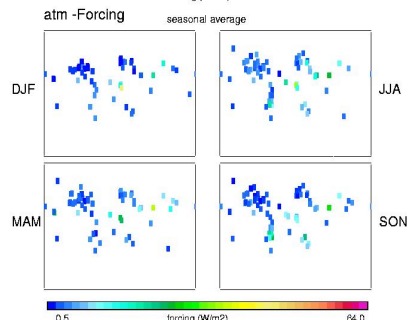 atm -Forcing
seasonal average
DJF
JJA
MAM
SON
0.5 forcing (W/m2) 64.0